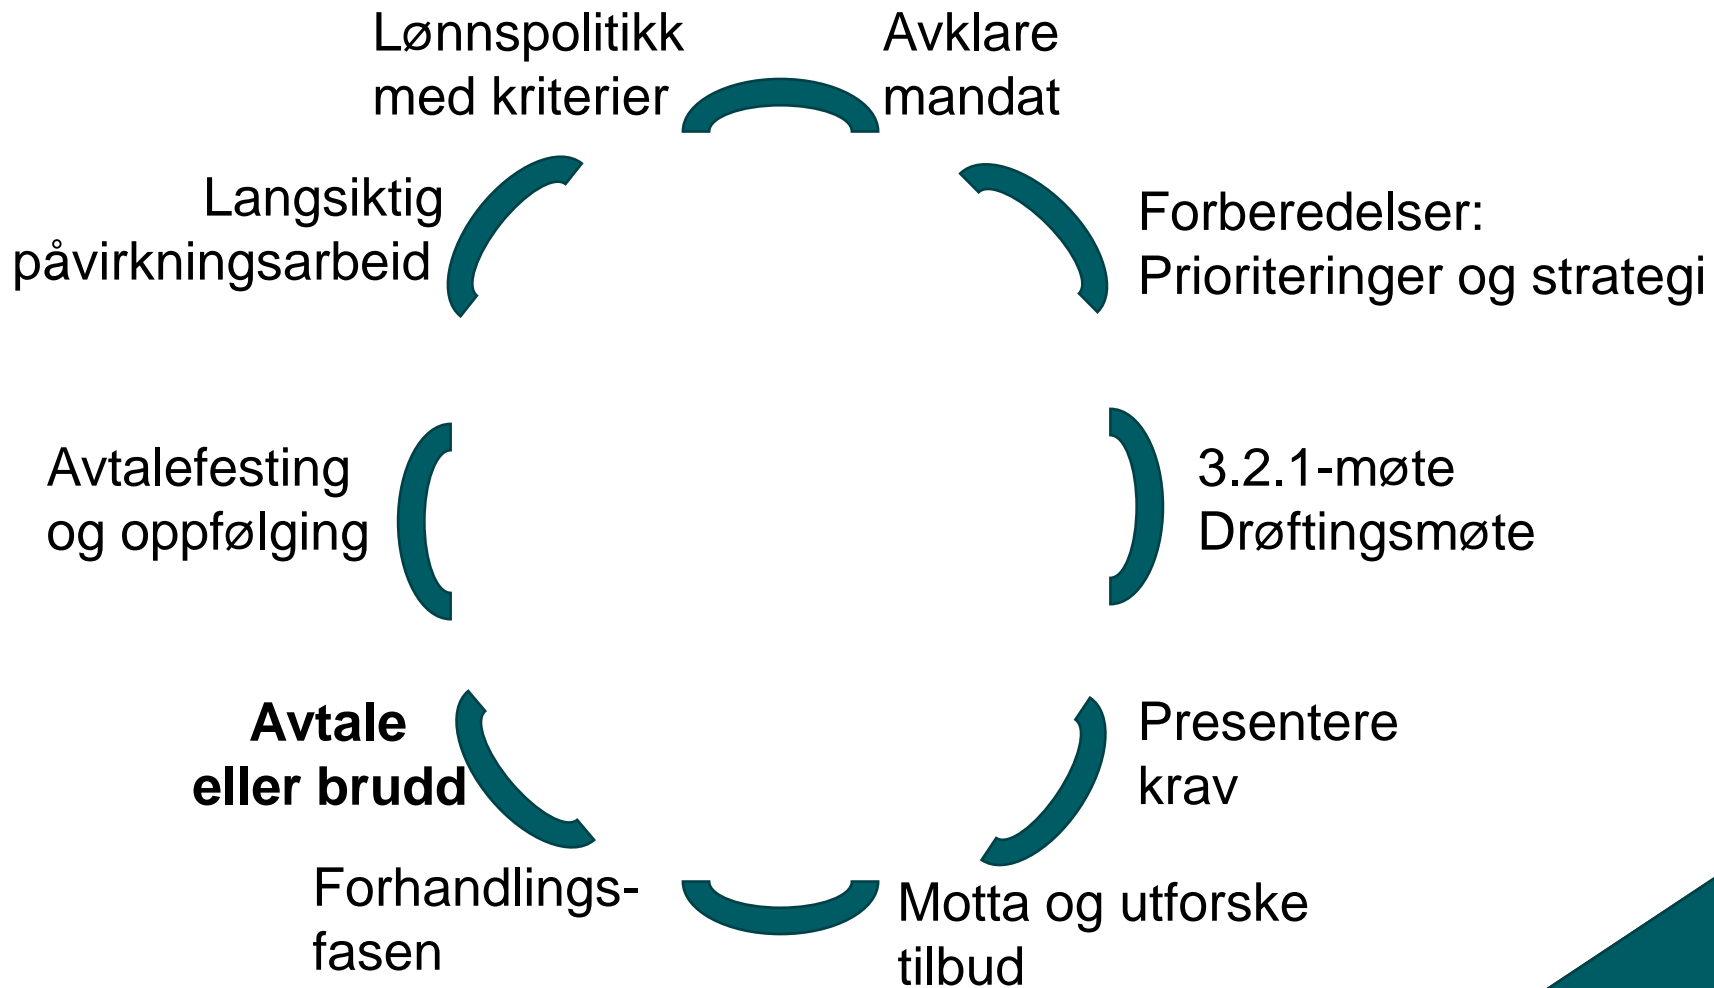 Lønnspolitikk
med kriterier
Avklare
mandat
Forberedelser:
Prioriteringer og strategi
3.2.1-møte
Drøftingsmøte
Presentere
krav
Motta og utforske
tilbud
Forhandlings-
fasen
Avtale
eller brudd
Avtalefesting
og oppfølging
Langsiktig
påvirkningsarbeid